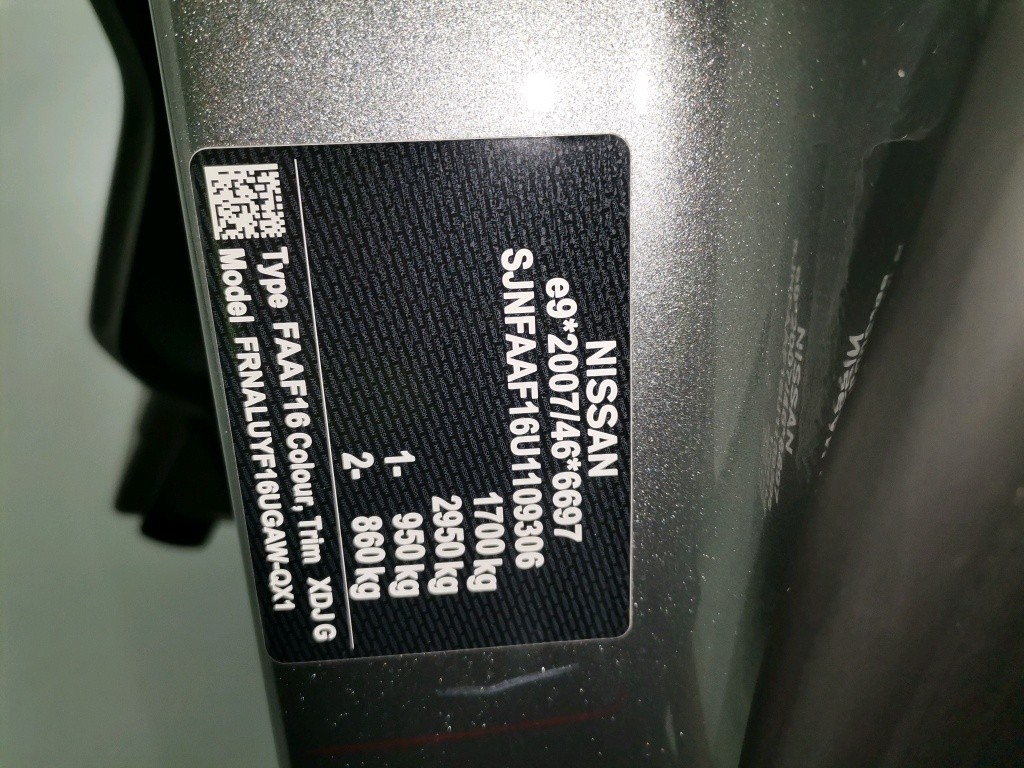 NISSAN
e9*2007/46*6697
SJNFAAF16U1109306
1700 kg
2950 kg
1- 950 kg
2- 860 kg
Type FAAF16 Colour, Trim XDJ G
Model FRNALUYF16UGAW-QX1
NISSAN